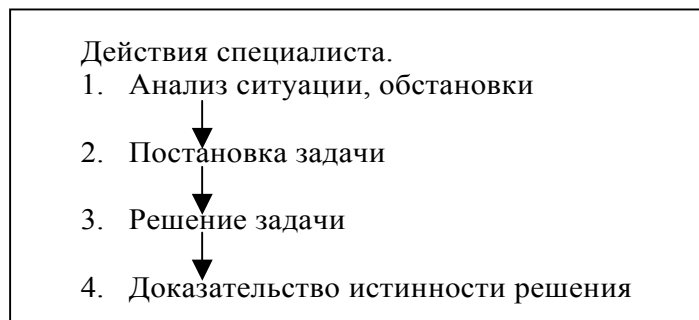 Действия специалиста.
1. Анализ ситуации, обстановки
2. Постановка задачи
3. Решение задачи
4. Доказательство истинности решения